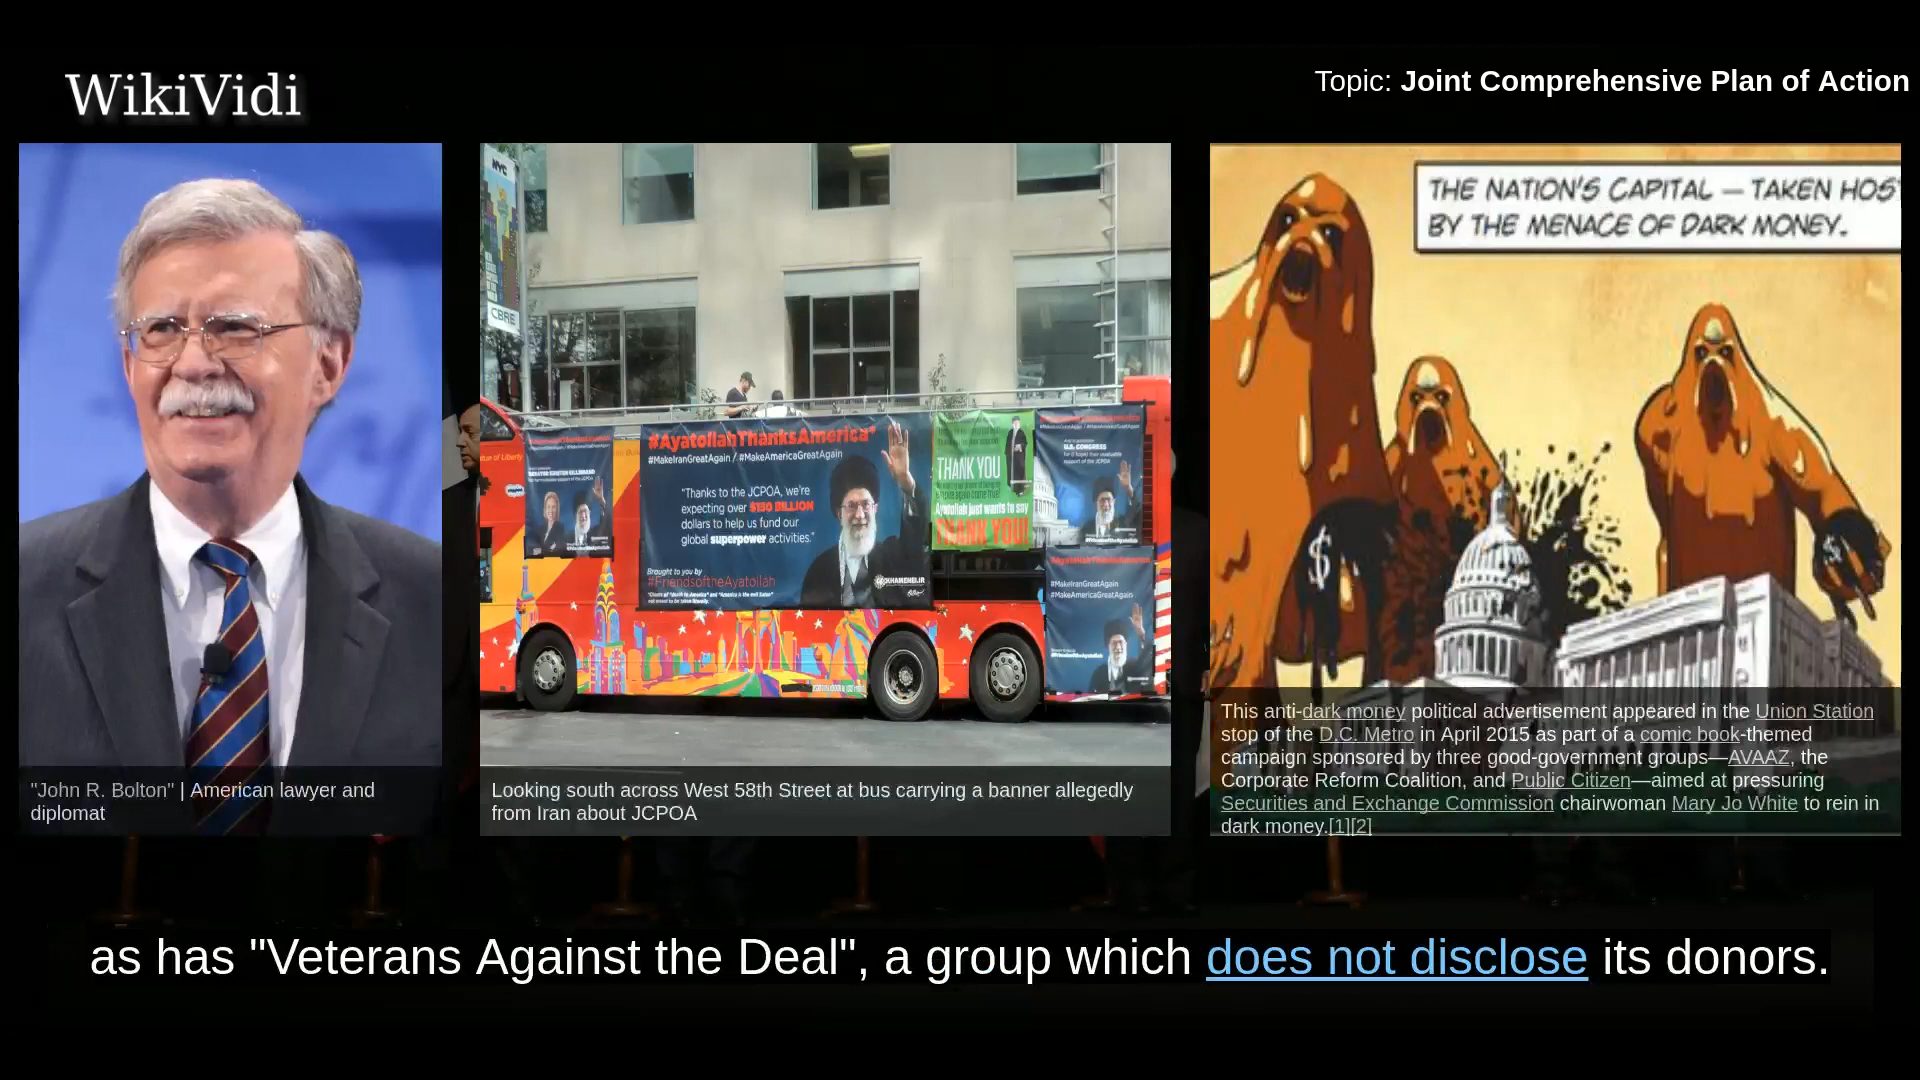 WikiVidi
Topic: Joint Comprehensive Plan of Action
"John R. Bolton" | American lawyer and
diplomat
NYC
CBRE
#AyatollahThanksAmerica*
#MakeIranGreatAgain / #MakeAmericaGreatAgain
"Thanks to the JCPOA, we're
expecting over $130 BILLION
dollars to help us fund our
global superpower activities."
Brought to you by
#FriendsoftheAyatollah
KHAMENEI.IR
THANK YOU
Ayatollah just wants to say
THANK YOU!
U.S. CONGRESS
#MakeIranGreatAgain
#MakeAmericaGreatAgain
Looking south across West 58th Street at bus carrying a banner allegedly
from Iran about JCPOA
THE NATION'S CAPITAL — TAKEN HOST
BY THE MENACE OF DARK MONEY.
$
$
This anti-dark money political advertisement appeared in the Union Station
stop of the D.C. Metro in April 2015 as part of a comic book-themed
campaign sponsored by three good-government groups—AVAAZ, the
Corporate Reform Coalition, and Public Citizen—aimed at pressuring
Securities and Exchange Commission chairwoman Mary Jo White to rein in
dark money.[1][2]
as has "Veterans Against the Deal", a group which does not disclose its donors.